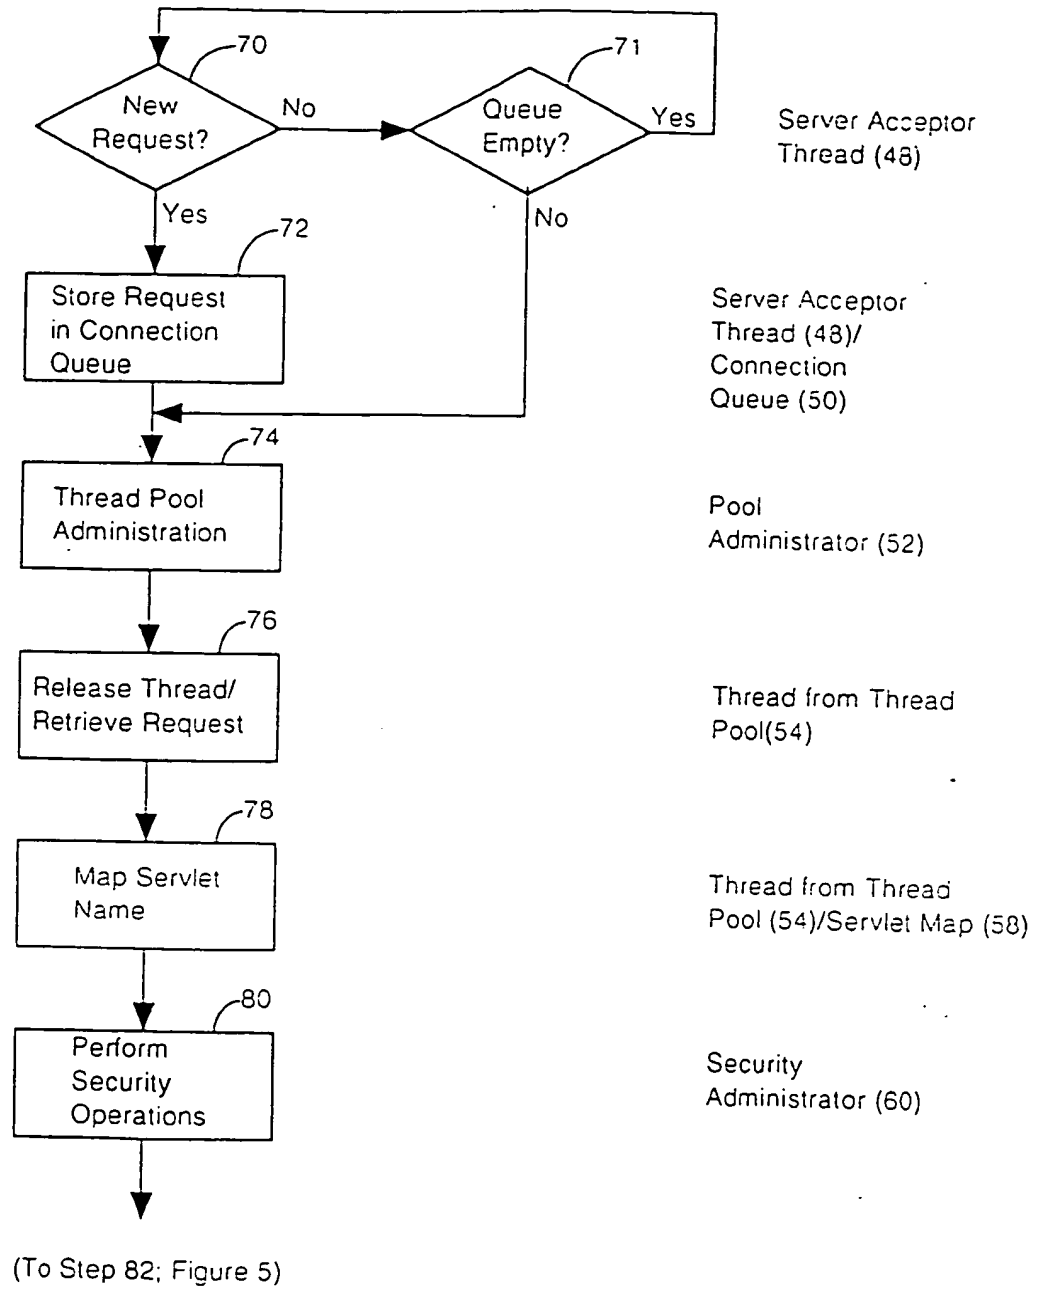 70
71
New
Request?
No
Queue
Empty?
Yes
Server Acceptor
Thread (48)
Yes
No
72
Store Request
in Connection
Queue
Server Acceptor
Thread (48)/
Connection
Queue (50)
74
Thread Pool
Administration
Pool
Administrator (52)
76
Release Thread/
Retrieve Request
Thread from Thread
Pool(54)
78
Map Servlet
Name
Thread from Thread
Pool (54)/Servlet Map (58)
80
Perform
Security
Operations
Security
Administrator (60)
(To Step 82; Figure 5)